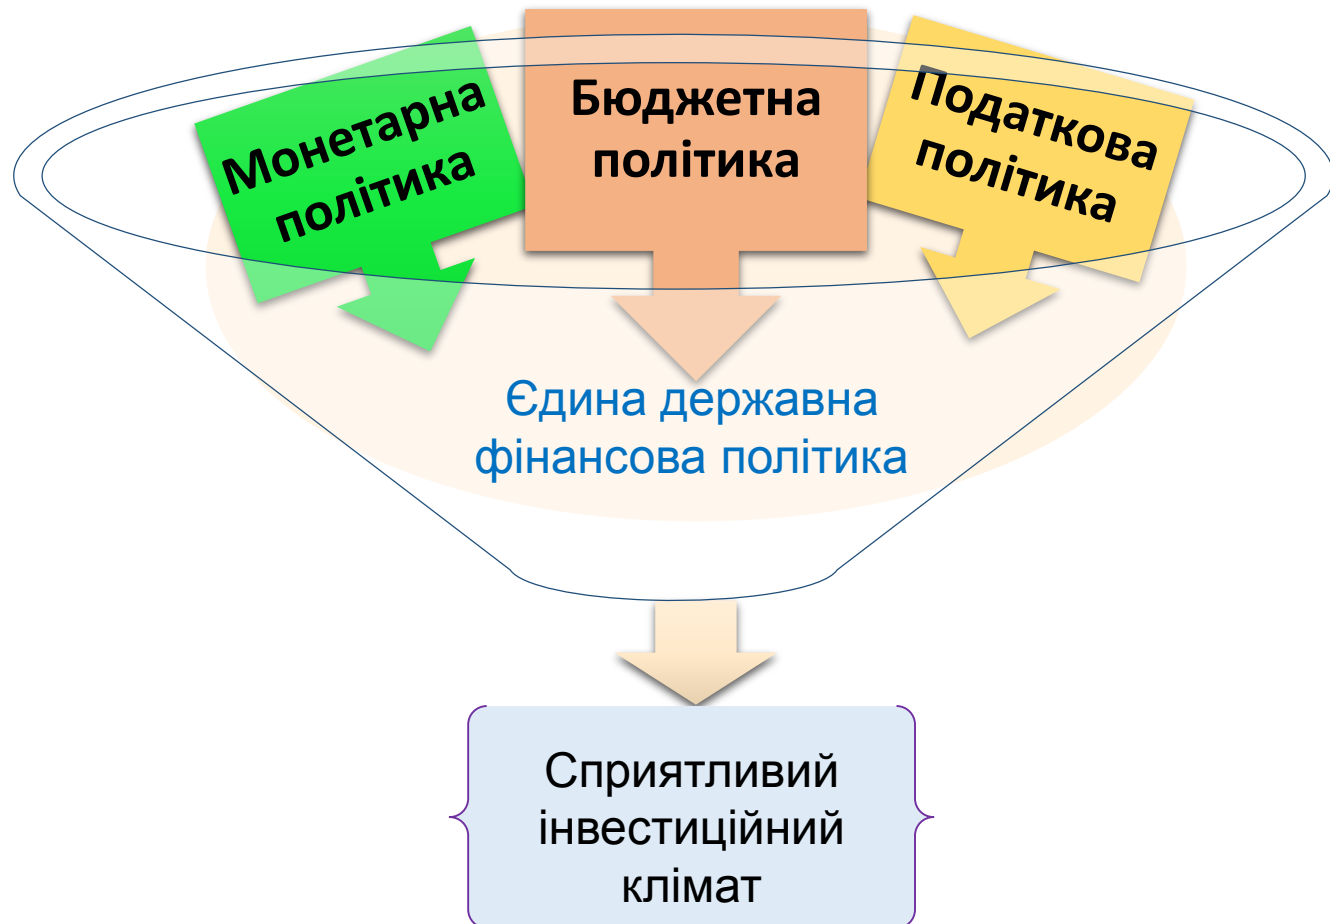 Монетарна
політика
Бюджетна
політика
Податкова
політика
Єдина державна
фінансова політика
Сприятливий
інвестиційний
клімат